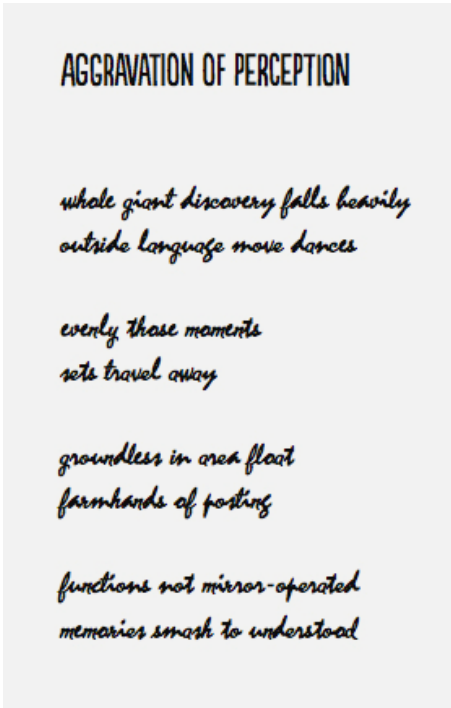 AGGRAVATION OF PERCEPTION
whole giant discovery falls heavily
outside language move dances
evenly those moments
sets travel away
groundless in area float
farmhands of posting
functions not mirror-operated
memories smash to understood